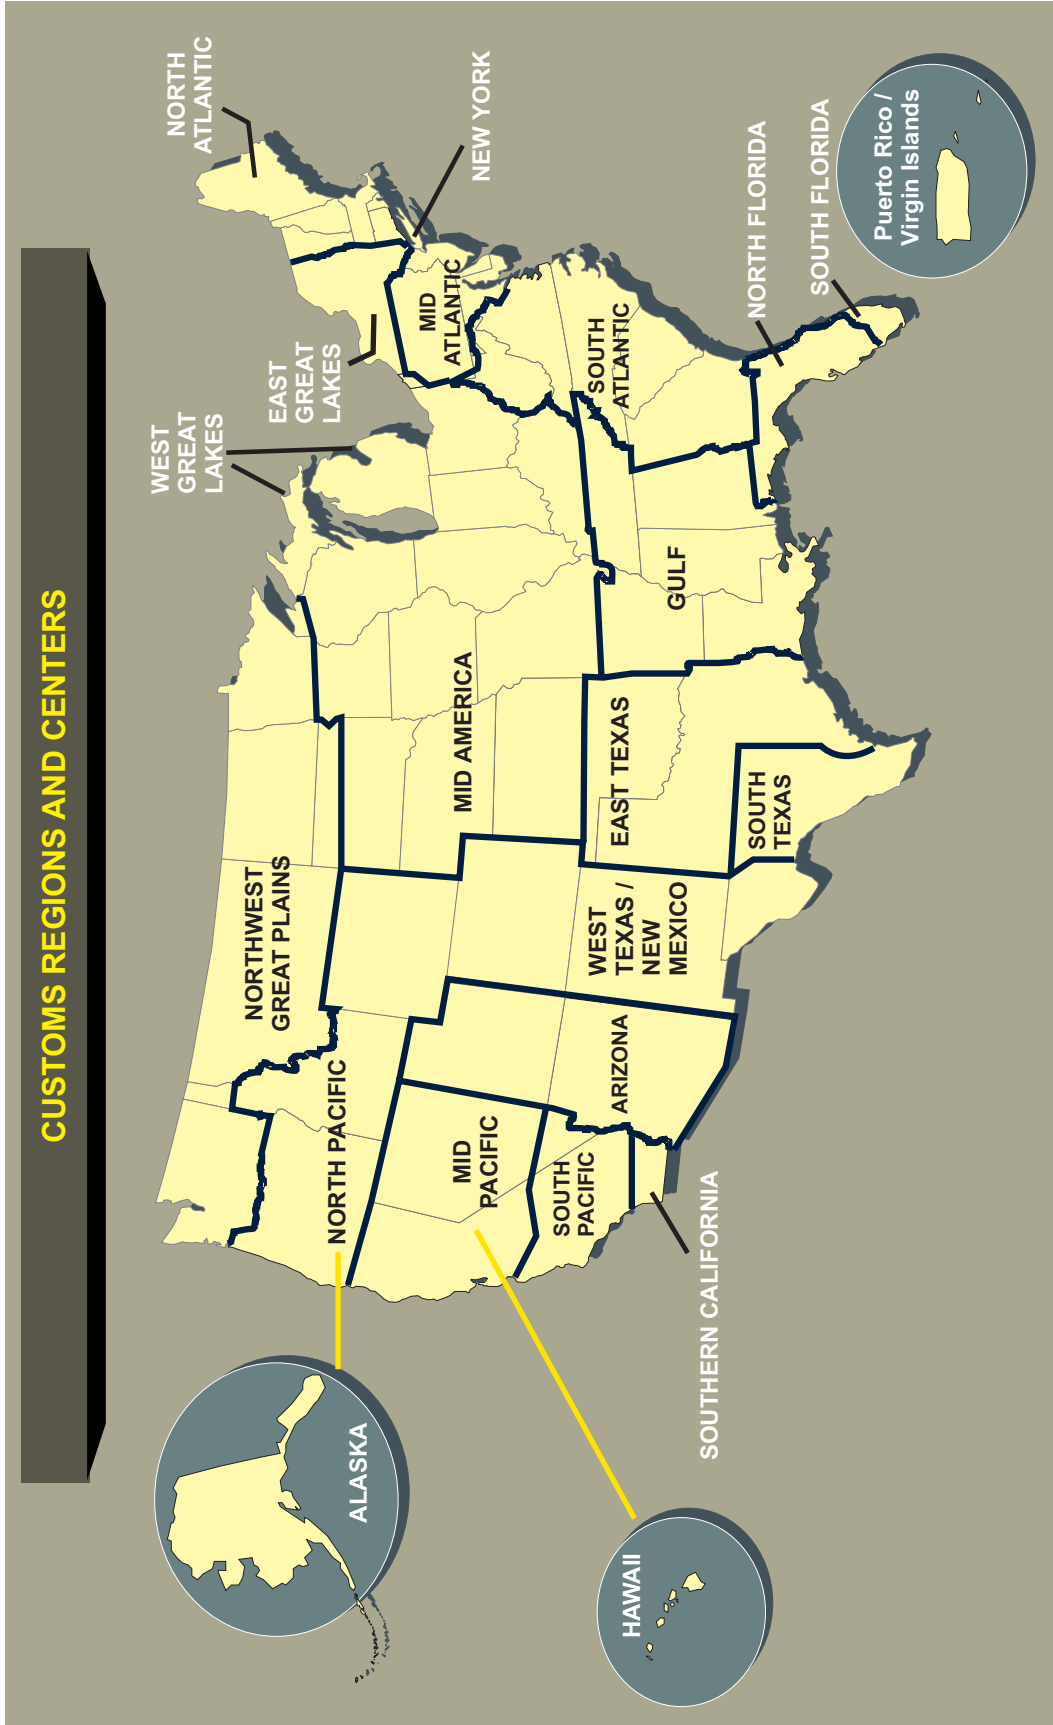 CUSTOMS REGIONS AND CENTERS
NORTH
ATLANTIC
WEST
GREAT
LAKES
EAST
GREAT
LAKES
NEW YORK
MID
ATLANTIC
NORTHWEST
GREAT PLAINS
NORTH PACIFIC
ALASKA
MID AMERICA
MID
PACIFIC
SOUTH
PACIFIC
SOUTH
ATLANTIC
GULF
EAST TEXAS
WEST
TEXAS /
NEW
MEXICO
ARIZONA
HAWAII
SOUTHERN CALIFORNIA
SOUTH
TEXAS
NORTH FLORIDA
SOUTH FLORIDA
Puerto Rico /
Virgin Islands